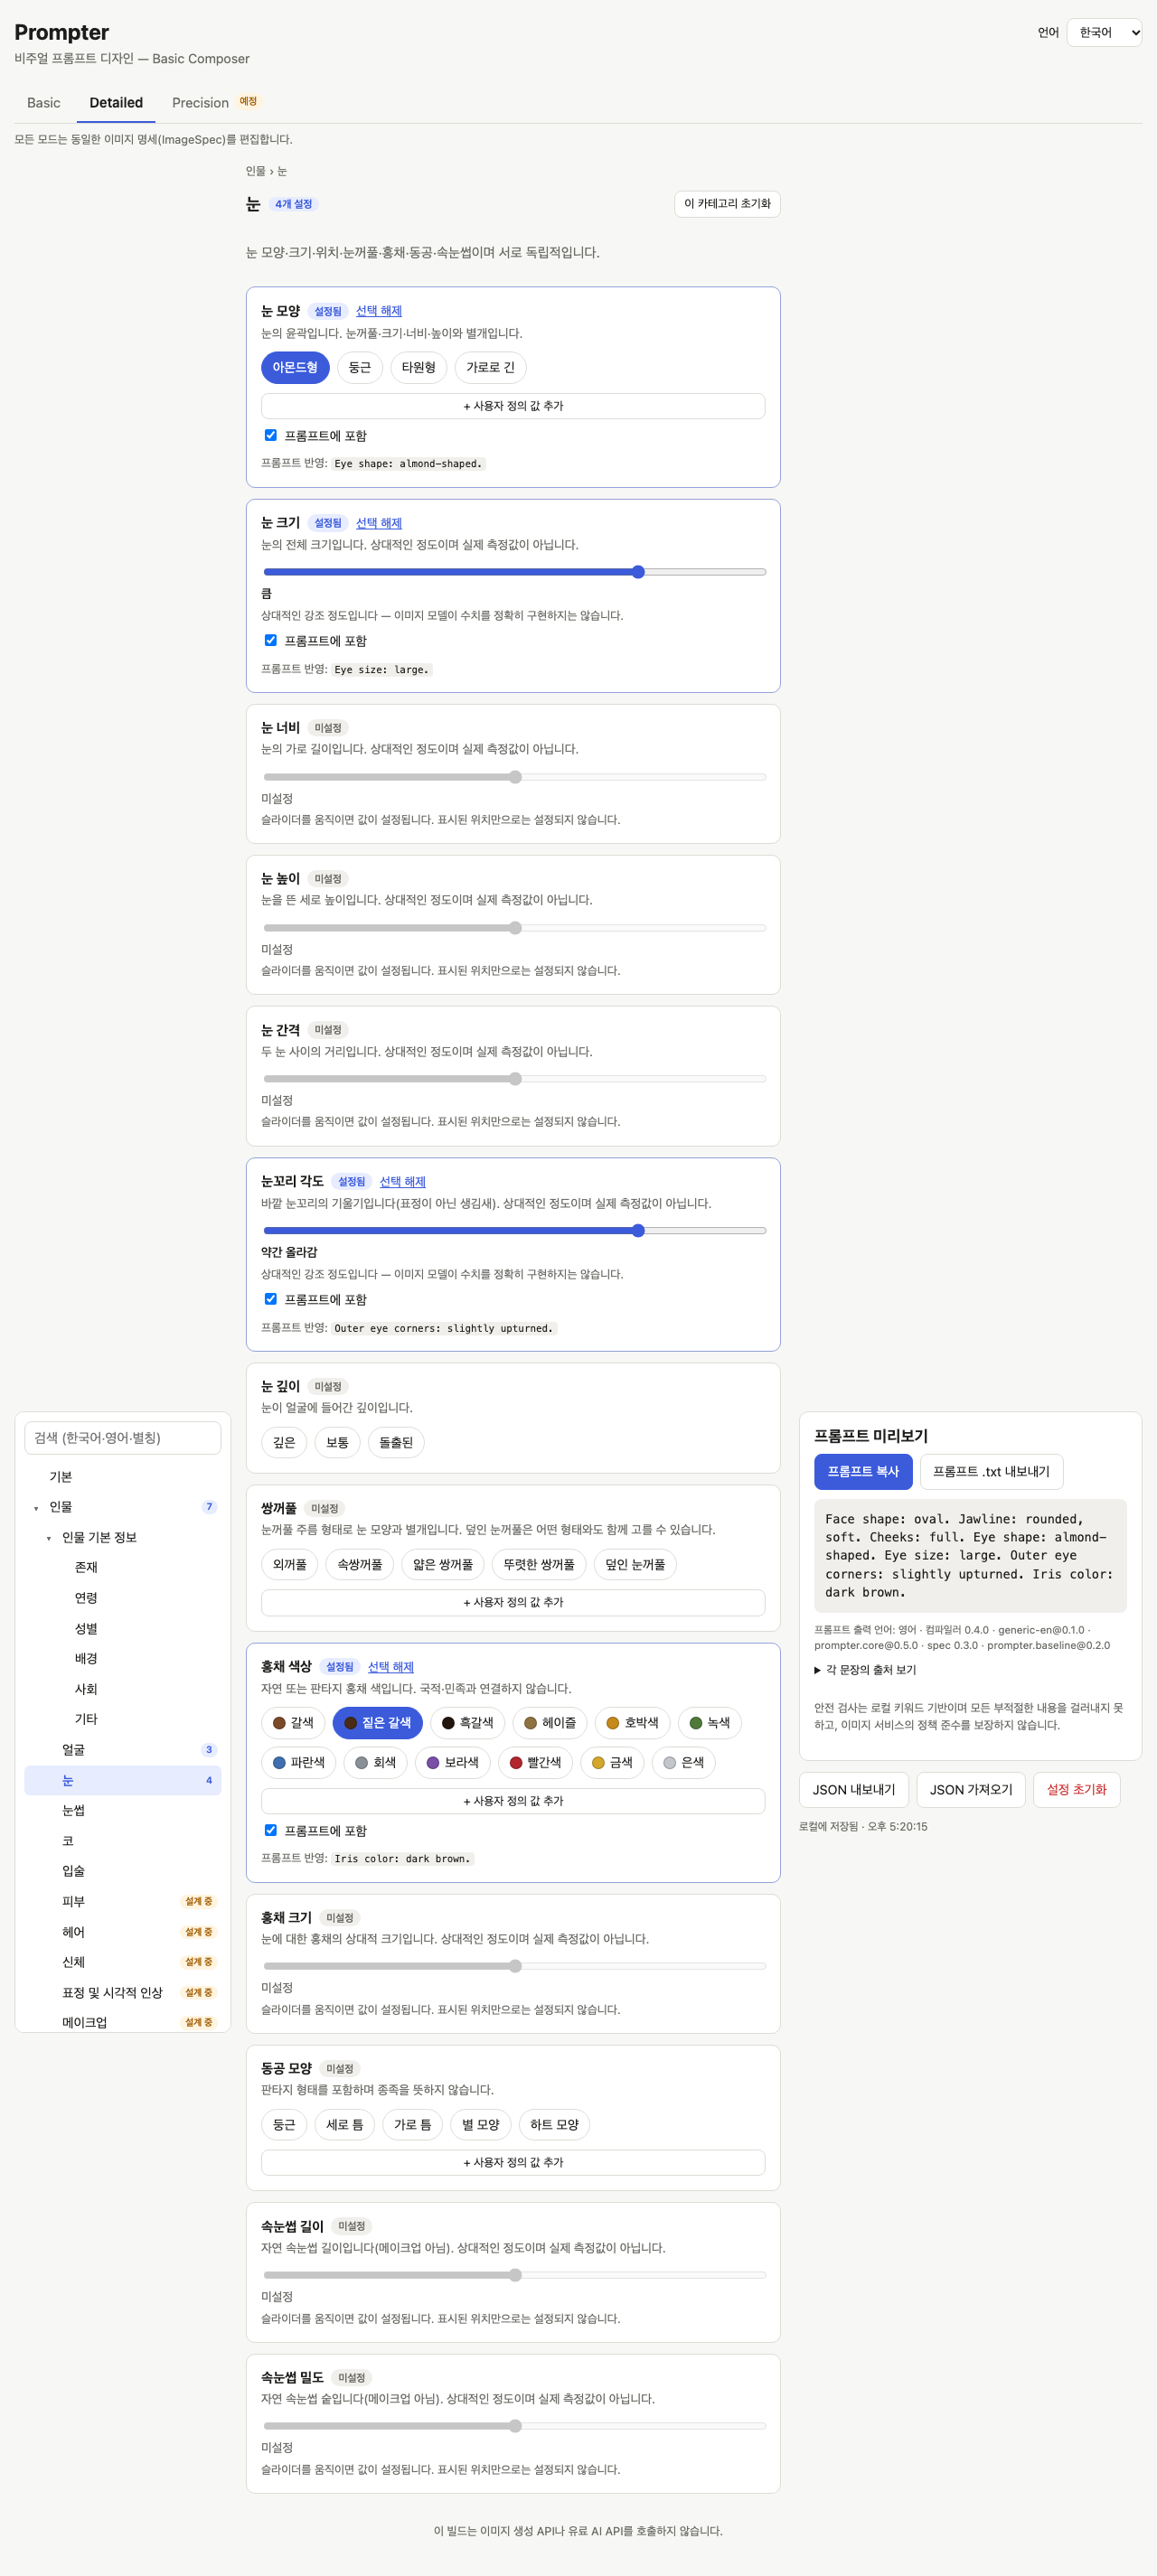 Prompter
비주얼 프롬프트 디자인 — Basic Composer
언어
한국어
Basic
Detailed
Precision 예정
모든 모드는 동일한 이미지 명세(ImageSpec)를 편집합니다.
인물 › 눈
눈 4개 설정
이 카테고리 초기화
눈 모양·크기·위치·눈꺼풀·홍채·동공·속눈썹이며 서로 독립적입니다.
눈 모양 설정됨 선택 해제
눈의 윤곽입니다. 눈꺼풀·크기·너비·높이와 별개입니다.
아몬드형 둥근 타원형 가로로 긴
+ 사용자 정의 값 추가
프롬프트에 포함
프롬프트 반영: Eye shape: almond-shaped.
눈 크기 설정됨 선택 해제
눈의 전체 크기입니다. 상대적인 정도이며 실제 측정값이 아닙니다.
큼
상대적인 강조 정도입니다 — 이미지 모델이 수치를 정확히 구현하지는 않습니다.
프롬프트에 포함
프롬프트 반영: Eye size: large.
눈 너비 미설정
눈의 가로 길이입니다. 상대적인 정도이며 실제 측정값이 아닙니다.
미설정
슬라이더를 움직이면 값이 설정됩니다. 표시된 위치만으로는 설정되지 않습니다.
눈 높이 미설정
눈을 뜬 세로 높이입니다. 상대적인 정도이며 실제 측정값이 아닙니다.
미설정
슬라이더를 움직이면 값이 설정됩니다. 표시된 위치만으로는 설정되지 않습니다.
눈 간격 미설정
두 눈 사이의 거리입니다. 상대적인 정도이며 실제 측정값이 아닙니다.
미설정
슬라이더를 움직이면 값이 설정됩니다. 표시된 위치만으로는 설정되지 않습니다.
눈꼬리 각도 설정됨 선택 해제
바깥 눈꼬리의 기울기입니다(표정이 아닌 생김새). 상대적인 정도이며 실제 측정값이 아닙니다.
약간 올라감
상대적인 강조 정도입니다 — 이미지 모델이 수치를 정확히 구현하지는 않습니다.
프롬프트에 포함
프롬프트 반영: Outer eye corners: slightly upturned.
눈 깊이 미설정
눈이 얼굴에 들어간 깊이입니다.
깊은 보통 돌출된
쌍꺼풀 미설정
눈꺼풀 주름 형태로 눈 모양과 별개입니다. 덮인 눈꺼풀은 어떤 형태와도 함께 고를 수 있습니다.
외꺼풀 속쌍꺼풀 얇은 쌍꺼풀 뚜렷한 쌍꺼풀 덮인 눈꺼풀
+ 사용자 정의 값 추가
홍채 색상 설정됨 선택 해제
자연 또는 판타지 홍채 색입니다. 국적·민족과 연결하지 않습니다.
갈색 짙은 갈색 흑갈색 헤이즐 호박색 녹색
파란색 회색 보라색 빨간색 금색 은색
+ 사용자 정의 값 추가
프롬프트에 포함
프롬프트 반영: Iris color: dark brown.
홍채 크기 미설정
눈에 대한 홍채의 상대적 크기입니다. 상대적인 정도이며 실제 측정값이 아닙니다.
미설정
슬라이더를 움직이면 값이 설정됩니다. 표시된 위치만으로는 설정되지 않습니다.
동공 모양 미설정
판타지 형태를 포함하며 종족을 뜻하지 않습니다.
둥근 세로 틈 가로 틈 별 모양 하트 모양
+ 사용자 정의 값 추가
속눈썹 길이 미설정
자연 속눈썹 길이입니다(메이크업 아님). 상대적인 정도이며 실제 측정값이 아닙니다.
미설정
슬라이더를 움직이면 값이 설정됩니다. 표시된 위치만으로는 설정되지 않습니다.
속눈썹 밀도 미설정
자연 속눈썹 숱입니다(메이크업 아님). 상대적인 정도이며 실제 측정값이 아닙니다.
미설정
슬라이더를 움직이면 값이 설정됩니다. 표시된 위치만으로는 설정되지 않습니다.
검색 (한국어·영어·별칭)
기본
인물 7
인물 기본 정보
존재
연령
성별
배경
사회
기타
얼굴 3
눈 4
눈썹
코
입술
피부 설계 중
헤어 설계 중
신체 설계 중
표정 및 시각적 인상 설계 중
메이크업 설계 중
프롬프트 미리보기
프롬프트 복사 프롬프트 .txt 내보내기
Face shape: oval. Jawline: rounded,
soft. Cheeks: full. Eye shape: almond-
shaped. Eye size: large. Outer eye
corners: slightly upturned. Iris color:
dark brown.
프롬프트 출력 언어: 영어 · 컴파일러 0.4.0 · generic-en@0.1.0 ·
prompter.core@0.5.0 · spec 0.3.0 · prompter.baseline@0.2.0
각 문장의 출처 보기
안전 검사는 로컬 키워드 기반이며 모든 부적절한 내용을 걸러내지 못
하고, 이미지 서비스의 정책 준수를 보장하지 않습니다.
JSON 내보내기 JSON 가져오기 설정 초기화
로컬에 저장됨 · 오후 5:20:15
이 빌드는 이미지 생성 API나 유료 AI API를 호출하지 않습니다.